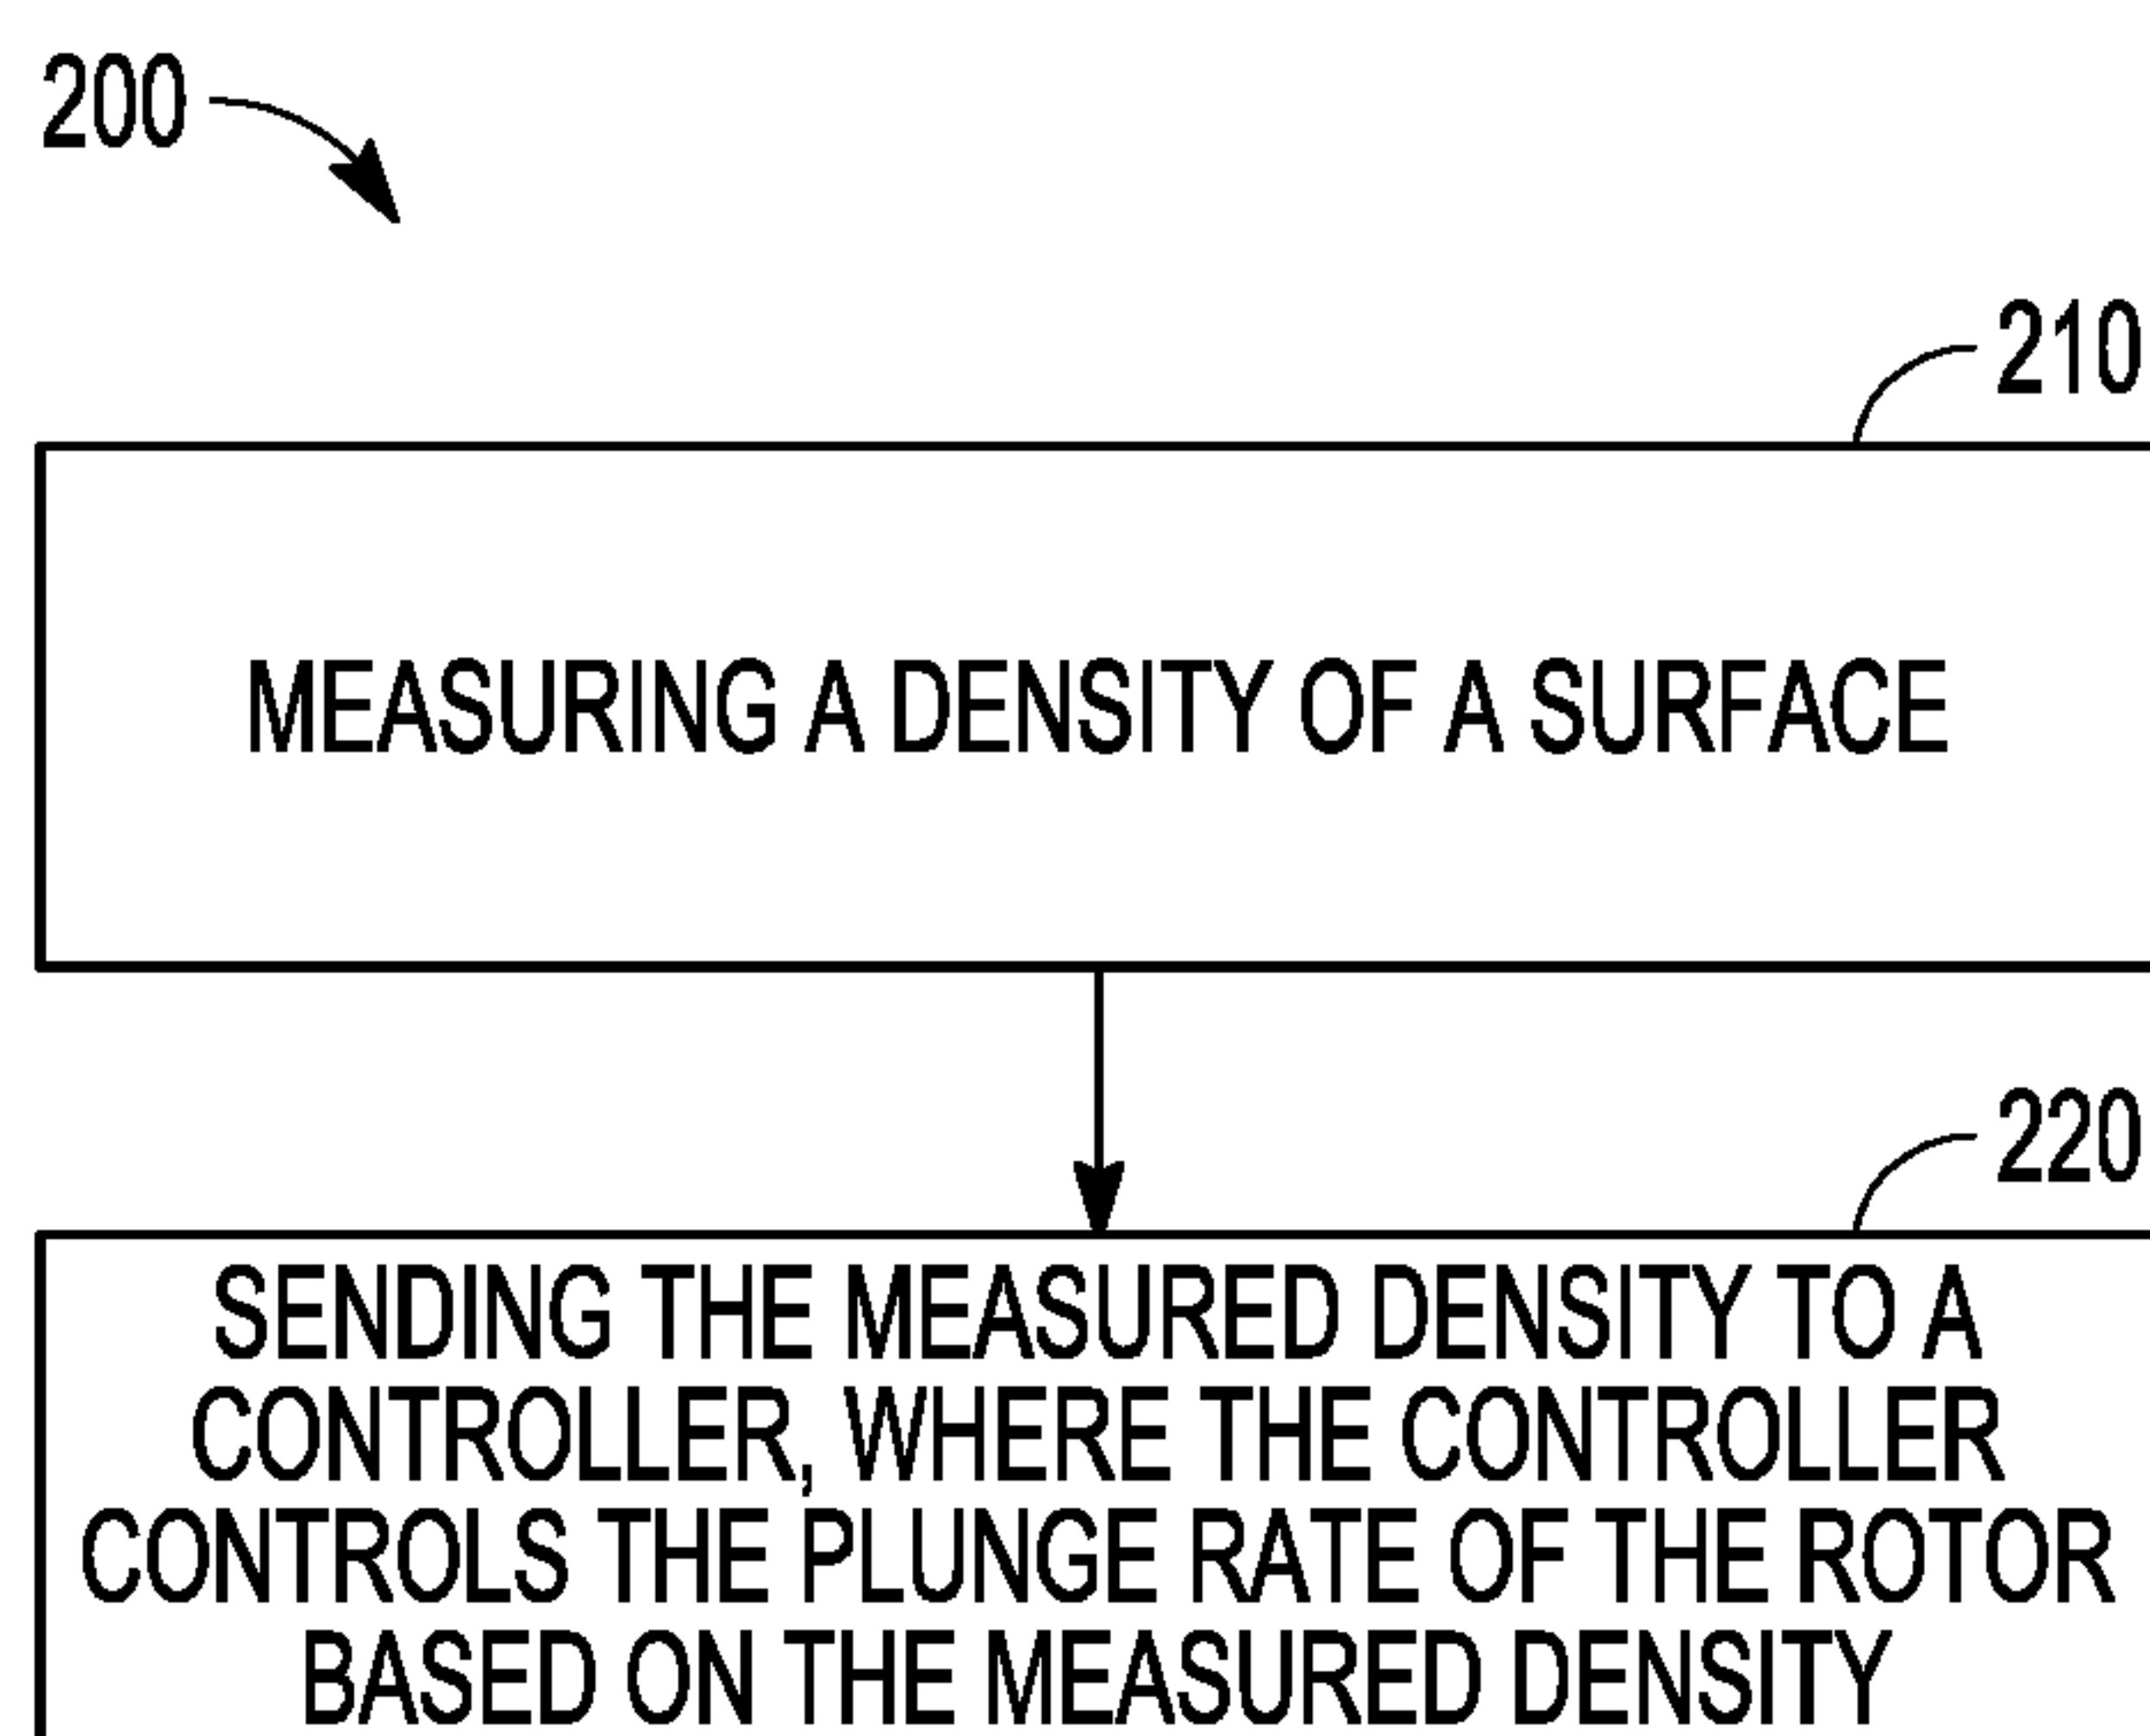 200
210
MEASURING A DENSITY OF A SURFACE
220
SENDING THE MEASURED DENSITY TO A
CONTROLLER, WHERE THE CONTROLLER
CONTROLS THE PLUNGE RATE OF THE ROTOR
BASED ON THE MEASURED DENSITY